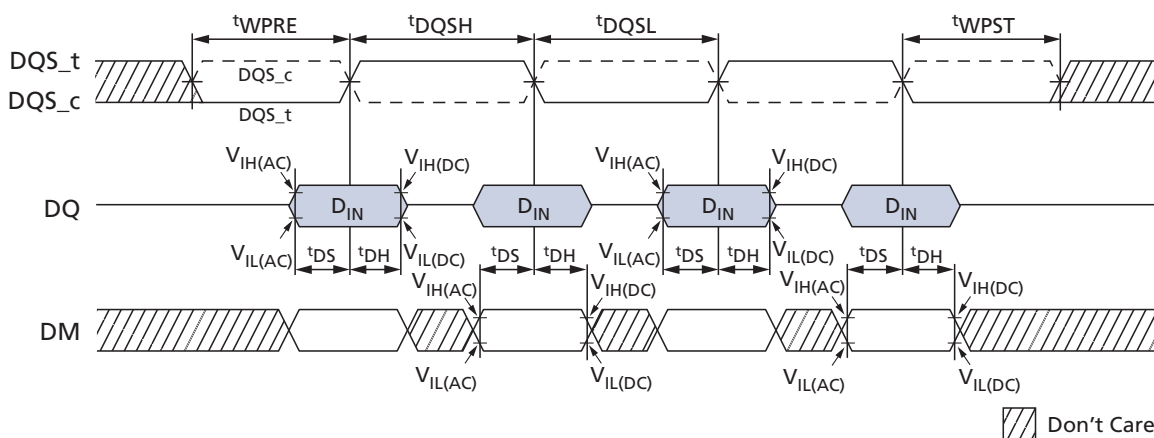 tWPRE tDQSH tDQSL tWPST
DQS_t
DQS_c
DQS_c
DQS_t
VIH(AC) VIH(DC) VIH(AC) VIH(DC)
DQ DIN DIN DIN DIN
VIL(AC) VIL(DC) VIL(AC) VIL(DC)
tDS tDH tDS tDH tDS tDH tDS tDH
VIH(AC) VIH(DC) VIH(AC) VIH(DC)
DM
VIL(AC) VIL(DC) VIL(AC) VIL(DC)
Don't Care